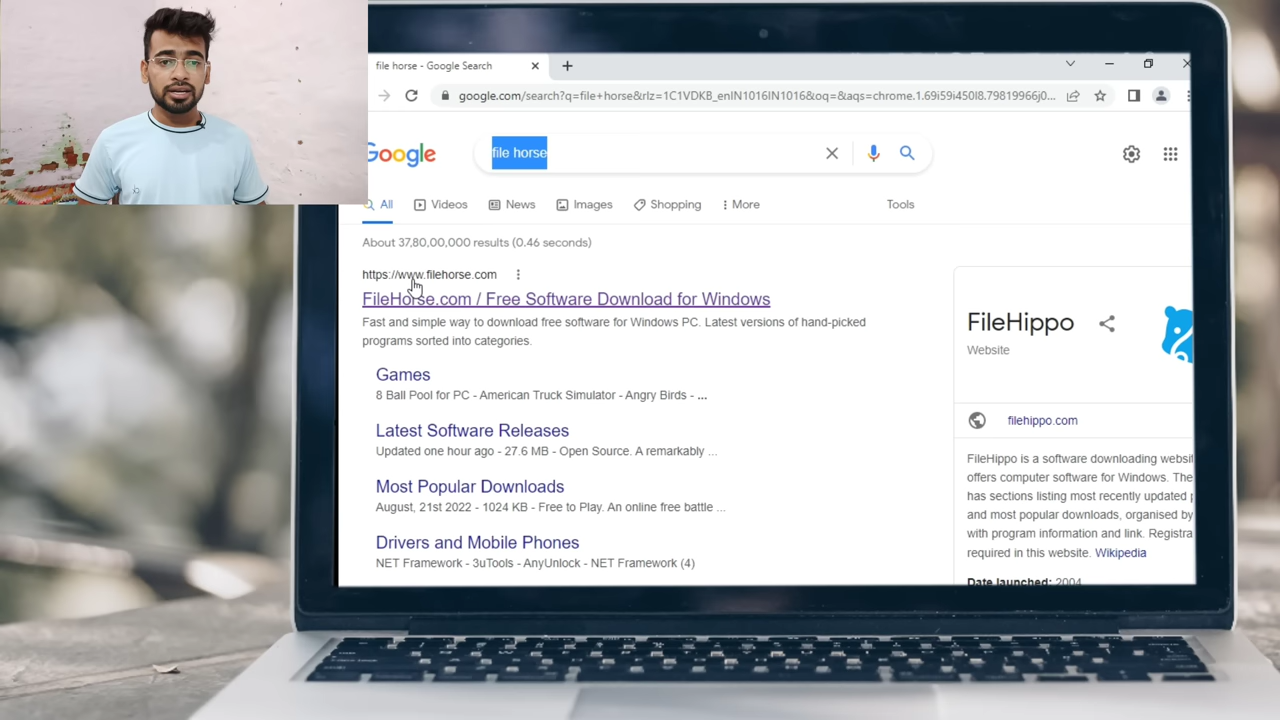 file horse - Google Search
google.com/search?q=file+horse&rlz=1C1VDKB_enIN1016IN1016&oq=&aqs=chrome.1.69i59i450l8.79819966j0...
Google
file horse
All Videos News Images Shopping More Tools
About 37,80,00,000 results (0.46 seconds)
https://www.filehorse.com
FileHorse.com / Free Software Download for Windows
Fast and simple way to download free software for Windows PC. Latest versions of hand-picked
programs sorted into categories.
Games
8 Ball Pool for PC - American Truck Simulator - Angry Birds - ...
Latest Software Releases
Updated one hour ago - 27.6 MB - Open Source. A remarkably ...
Most Popular Downloads
August, 21st 2022 - 1024 KB - Free to Play. An online free battle ...
Drivers and Mobile Phones
NET Framework - 3uTools - AnyUnlock - NET Framework (4)
FileHippo
Website
filehippo.com
FileHippo is a software downloading
offers computer software for Windows. The
has sections listing most recently updated
and most popular downloads, organised by
with program information and link.
required in this website. Wikipedia
Date launched: 2004